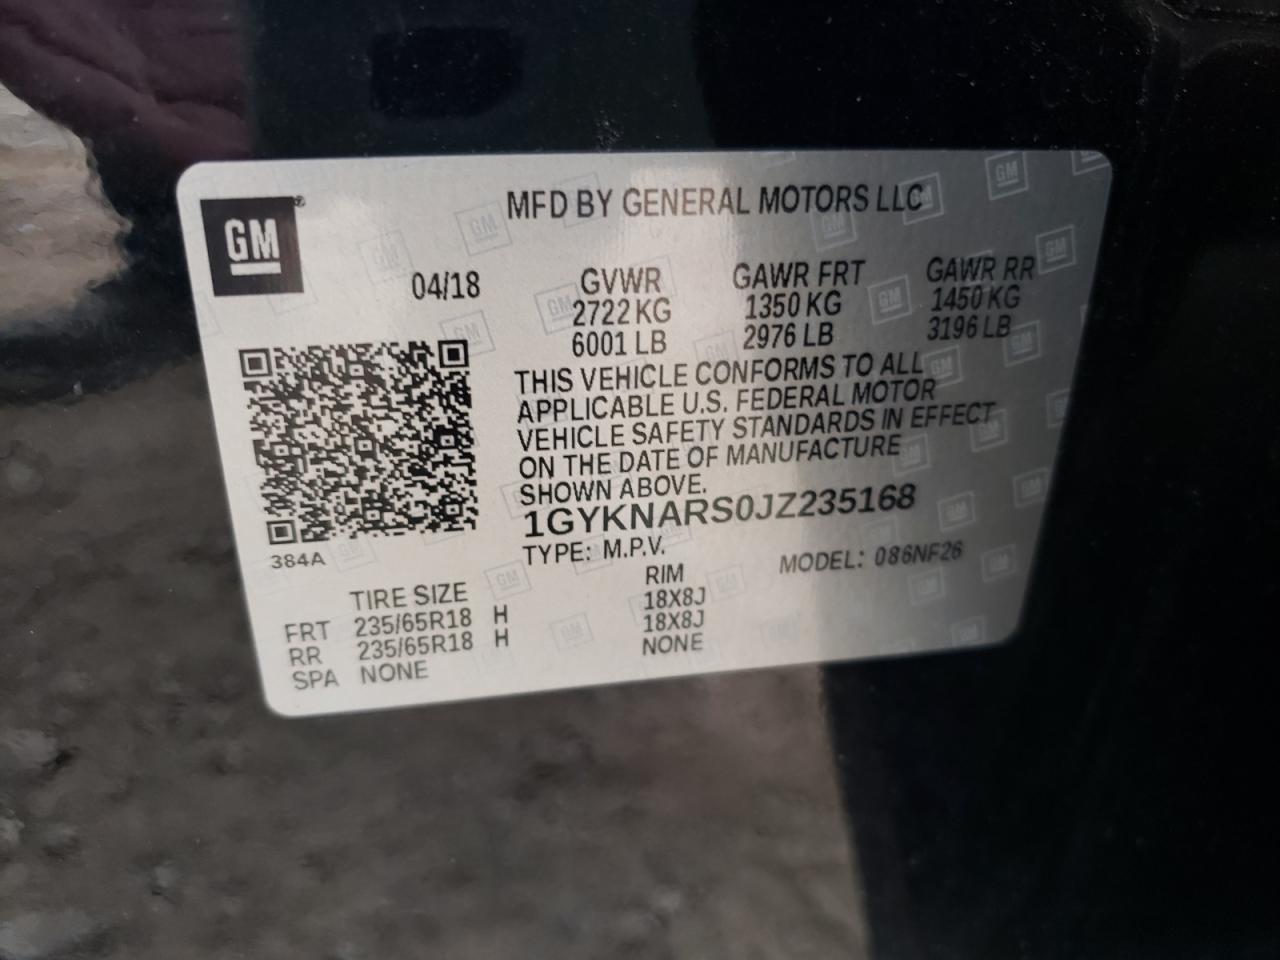 GM®
MFD BY GENERAL MOTORS LLC
04/18 GVWR GAWR FRT GAWR RR
2722 KG 1350 KG 1450 KG
6001 LB 2976 LB 3196 LB
THIS VEHICLE CONFORMS TO ALL
APPLICABLE U.S. FEDERAL MOTOR
VEHICLE SAFETY STANDARDS IN EFFECT
ON THE DATE OF MANUFACTURE
SHOWN ABOVE.
1GYKNARS0JZ235168
384A
TYPE: M.P.V. MODEL: 086NF26
TIRE SIZE RIM
FRT 235/65R18 H 18X8J
RR 235/65R18 H 18X8J
SPA NONE NONE